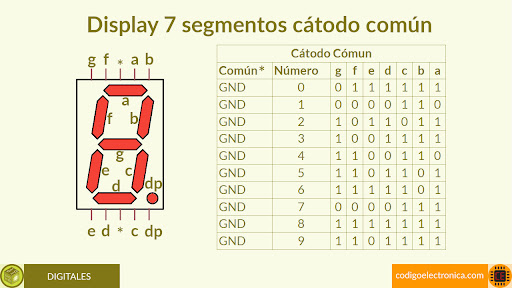 Display 7 segmentos cátodo común
g f * a b
a
f b
g
e c
d dp
e d * c dp
Cátodo Cómun
Común* Número g f e d c b a
GND 0 0 1 1 1 1 1 1
GND 1 0 0 0 0 1 1 0
GND 2 1 0 1 1 0 1 1
GND 3 1 0 0 1 1 1 1
GND 4 1 1 0 0 1 1 0
GND 5 1 1 0 1 1 0 1
GND 6 1 1 1 1 1 0 1
GND 7 0 0 0 0 1 1 1
GND 8 1 1 1 1 1 1 1
GND 9 1 1 0 1 1 1 1
DIGITALES
codigoelectronica.com